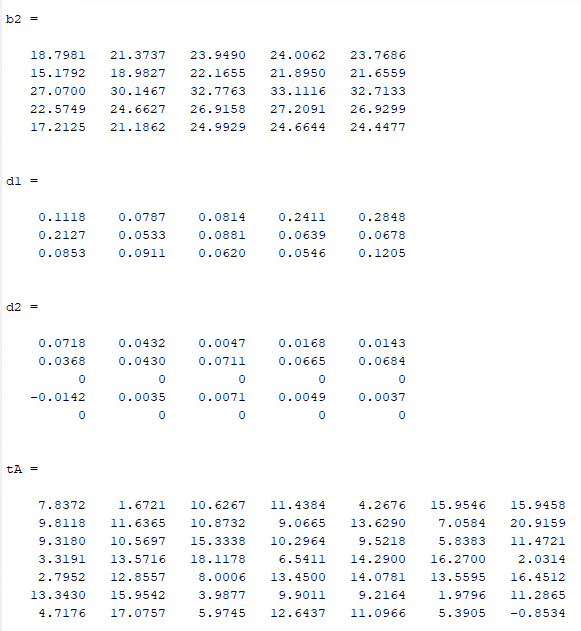 b2 =
18.7981 21.3737 23.9490 24.0062 23.7686
15.1792 18.9827 22.1655 21.8950 21.6559
27.0700 30.1467 32.7763 33.1116 32.7133
22.5749 24.6627 26.9158 27.2091 26.9299
17.2125 21.1862 24.9929 24.6644 24.4477
d1 =
0.1118 0.0787 0.0814 0.2411 0.2848
0.2127 0.0533 0.0881 0.0639 0.0678
0.0853 0.0911 0.0620 0.0546 0.1205
d2 =
0.0718 0.0432 0.0047 0.0168 0.0143
0.0368 0.0430 0.0711 0.0665 0.0684
0 0 0 0 0
-0.0142 0.0035 0.0071 0.0049 0.0037
0 0 0 0 0
tA =
7.8372 1.6721 10.6267 11.4384 4.2676 15.9546 15.9458
9.8118 11.6365 10.8732 9.0665 13.6290 7.0584 20.9159
9.3180 10.5697 15.3338 10.2964 9.5218 5.8383 11.4721
3.3191 13.5716 18.1178 6.5411 14.2900 16.2700 2.0314
2.7952 12.8557 8.0006 13.4500 14.0781 13.5595 16.4512
13.3430 15.9542 3.9877 9.9011 9.2164 1.9796 11.2865
4.7176 17.0757 5.9745 12.6437 11.0966 5.3905 -0.8534